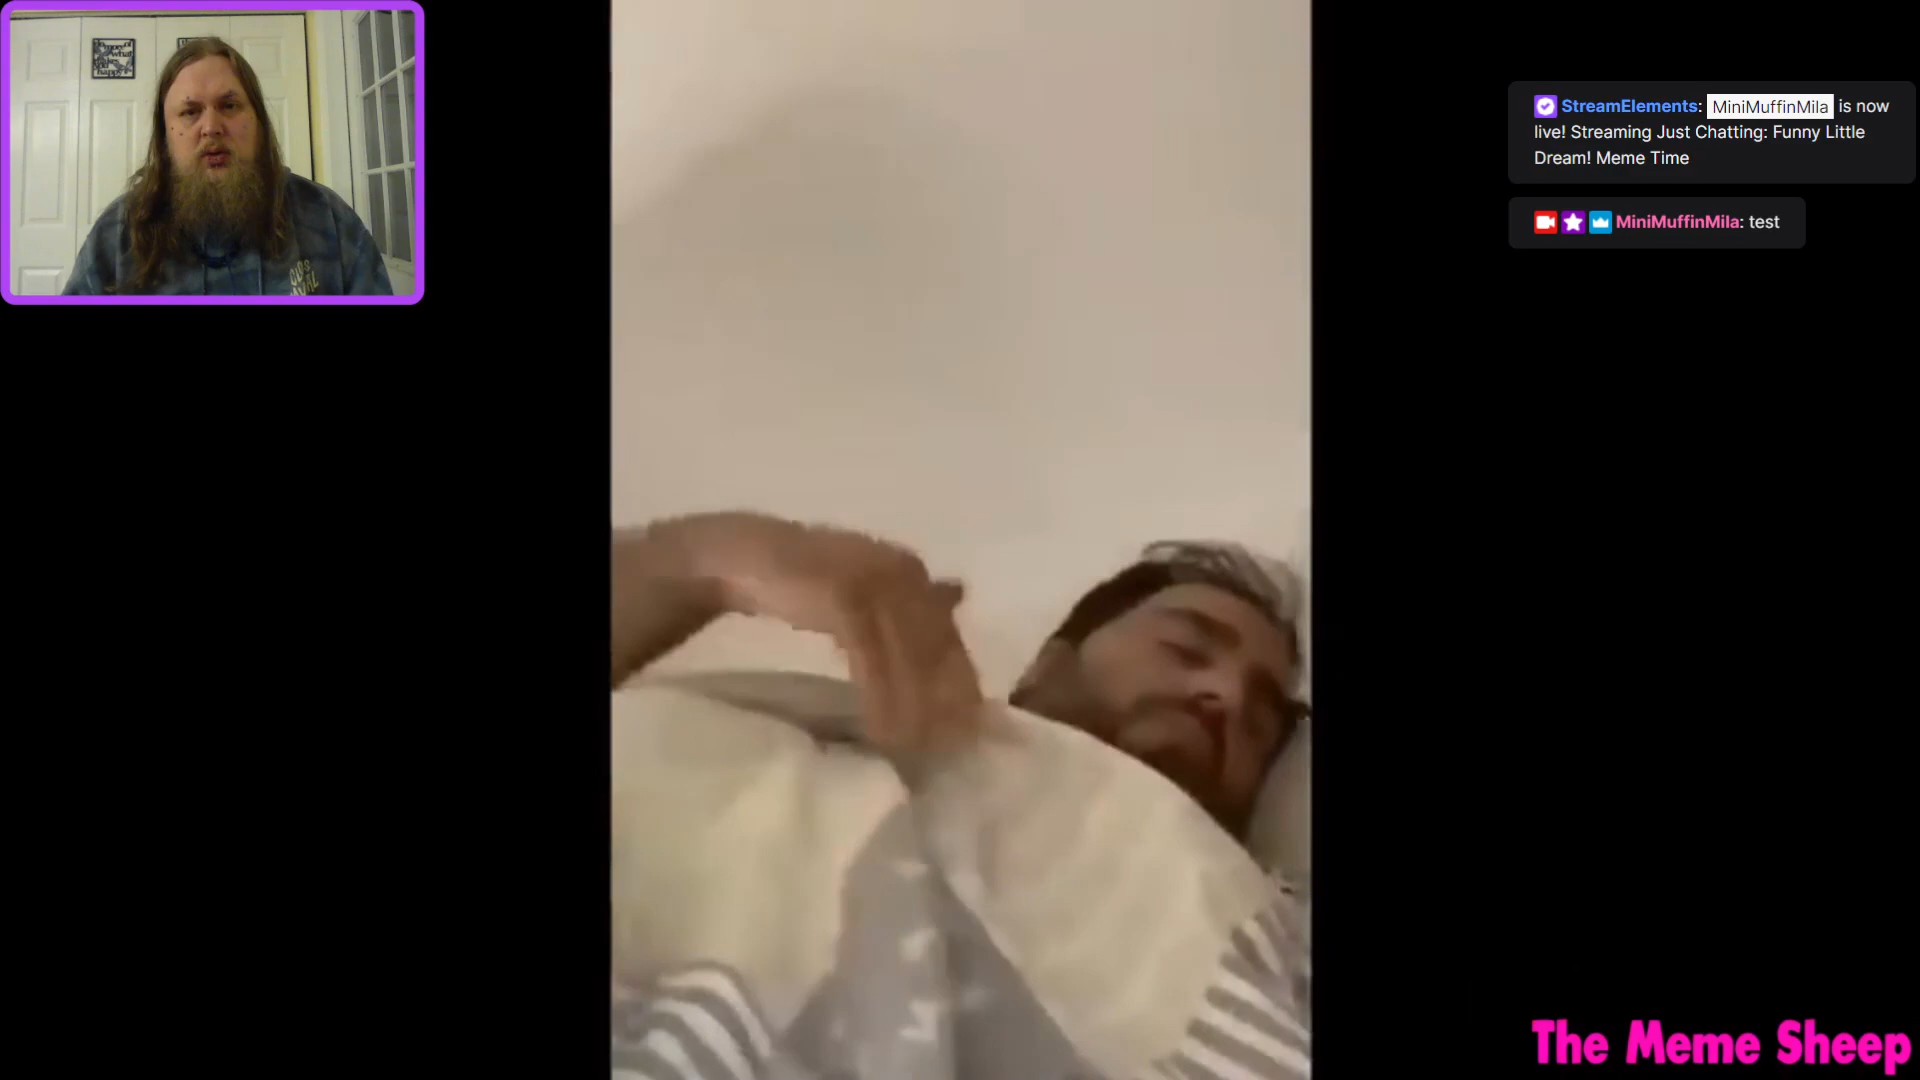 StreamElements: MiniMuffinMila is now
live! Streaming Just Chatting: Funny Little
Dream! Meme Time
MiniMuffinMila: test
The Meme Sheep